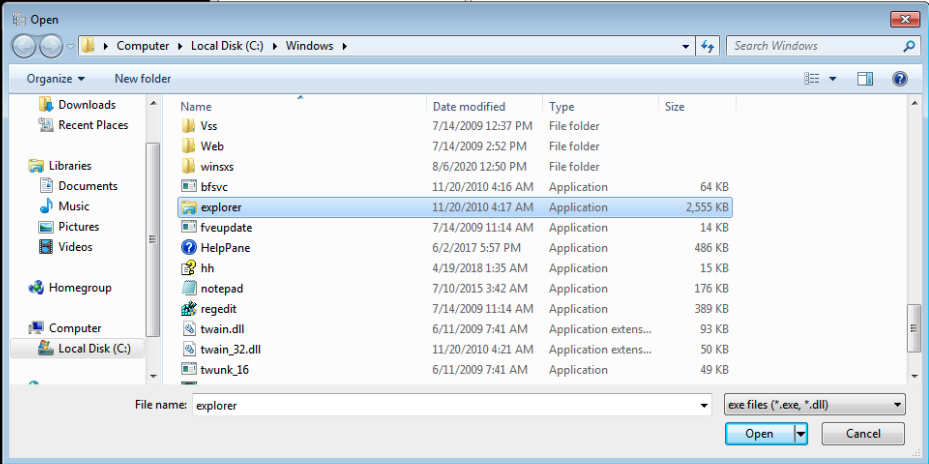 Open
Computer Local Disk (C:) Windows
Search Windows
Organize New folder
Downloads
Recent Places
Libraries
Documents
Music
Pictures
Videos
Homegroup
Computer
Local Disk (C:)
Name Date modified Type Size
Vss 7/14/2009 12:37 PM File folder
Web 7/14/2009 2:52 PM File folder
winsxs 8/6/2020 12:50 PM File folder
bfsvc 11/20/2010 4:16 AM Application 64 KB
explorer 11/20/2010 4:17 AM Application 2,555 KB
fveupdate 7/14/2009 11:14 AM Application 14 KB
HelpPane 6/2/2017 5:57 PM Application 486 KB
hh 4/19/2018 1:35 AM Application 15 KB
notepad 7/10/2015 3:42 AM Application 176 KB
regedit 7/14/2009 11:14 AM Application 389 KB
twain.dll 6/11/2009 7:41 AM Application extens... 93 KB
twain_32.dll 11/20/2010 4:21 AM Application extens... 50 KB
twunk_16 6/11/2009 7:41 AM Application 49 KB
File name: explorer exe files (*.exe, *.dll)
Open Cancel